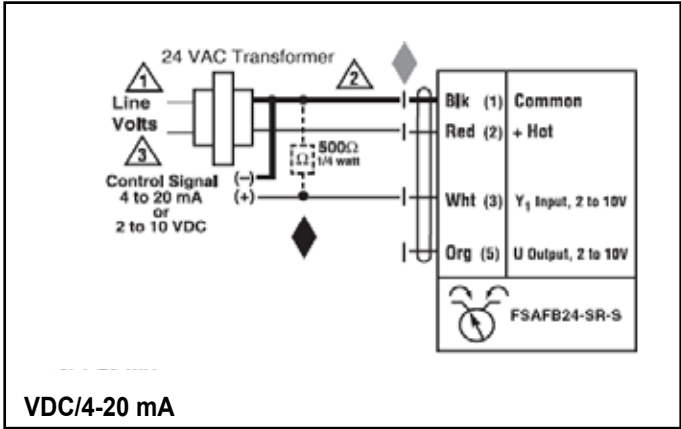 24 VAC Transformer
1
2
Line
Volts
3
Control Signal
4 to 20 mA
or
2 to 10 VDC
(–)
(+)
Ω
500Ω
1/4 watt
Blk (1) Common
Red (2) + Hot
Wht (3) Y1 Input, 2 to 10V
Org (5) U Output, 2 to 10V
FSAFB24-SR-S
VDC/4-20 mA